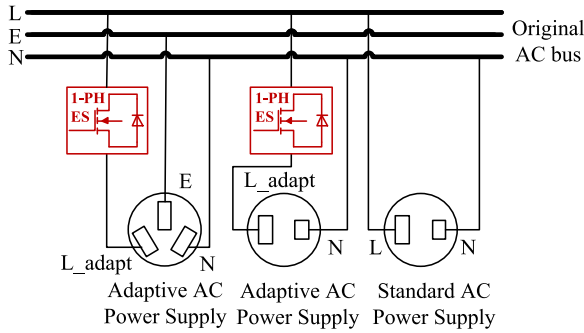 L
E
N
Original
AC bus
1-PH
ES
1-PH
ES
E
L_adapt
L_adapt
N
N
L
N
Adaptive AC
Power Supply
Adaptive AC
Power Supply
Standard AC
Power Supply